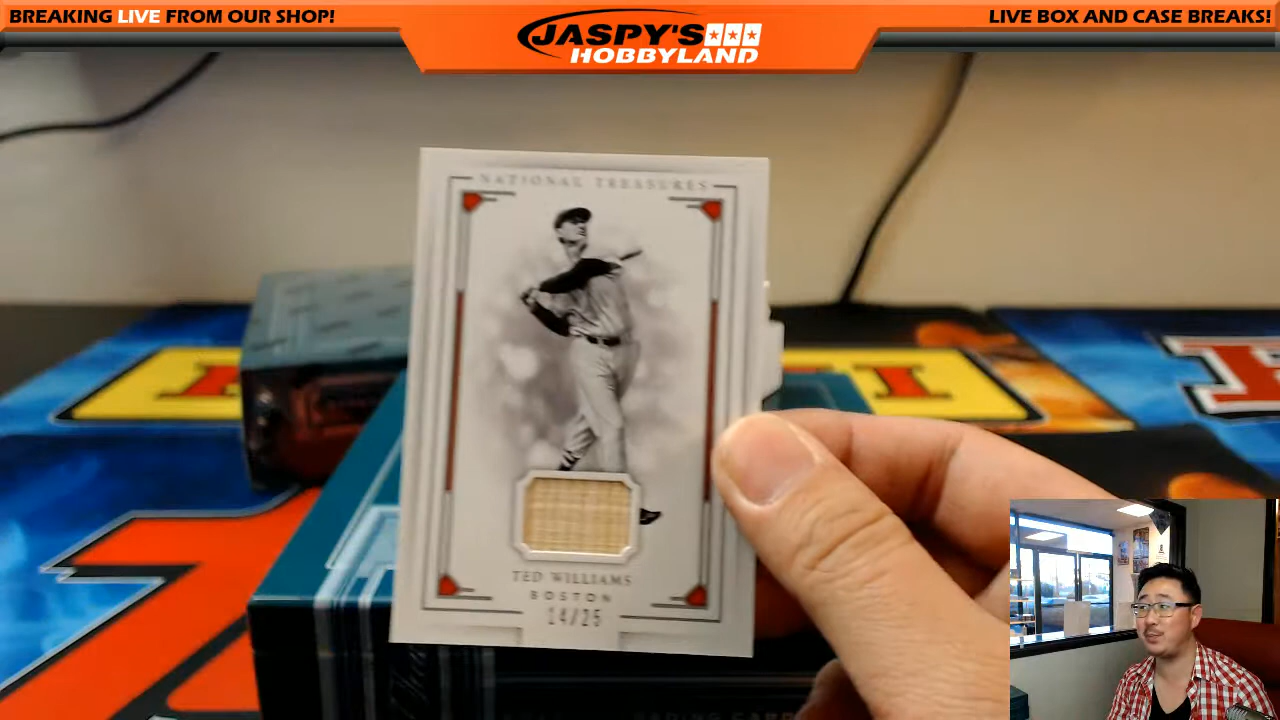 BREAKING LIVE FROM OUR SHOP!
JASPY'S
HOBBYLAND
LIVE BOX AND CASE BREAKS!
NATIONAL TREASURES
TED WILLIAMS
BOSTON
14/25